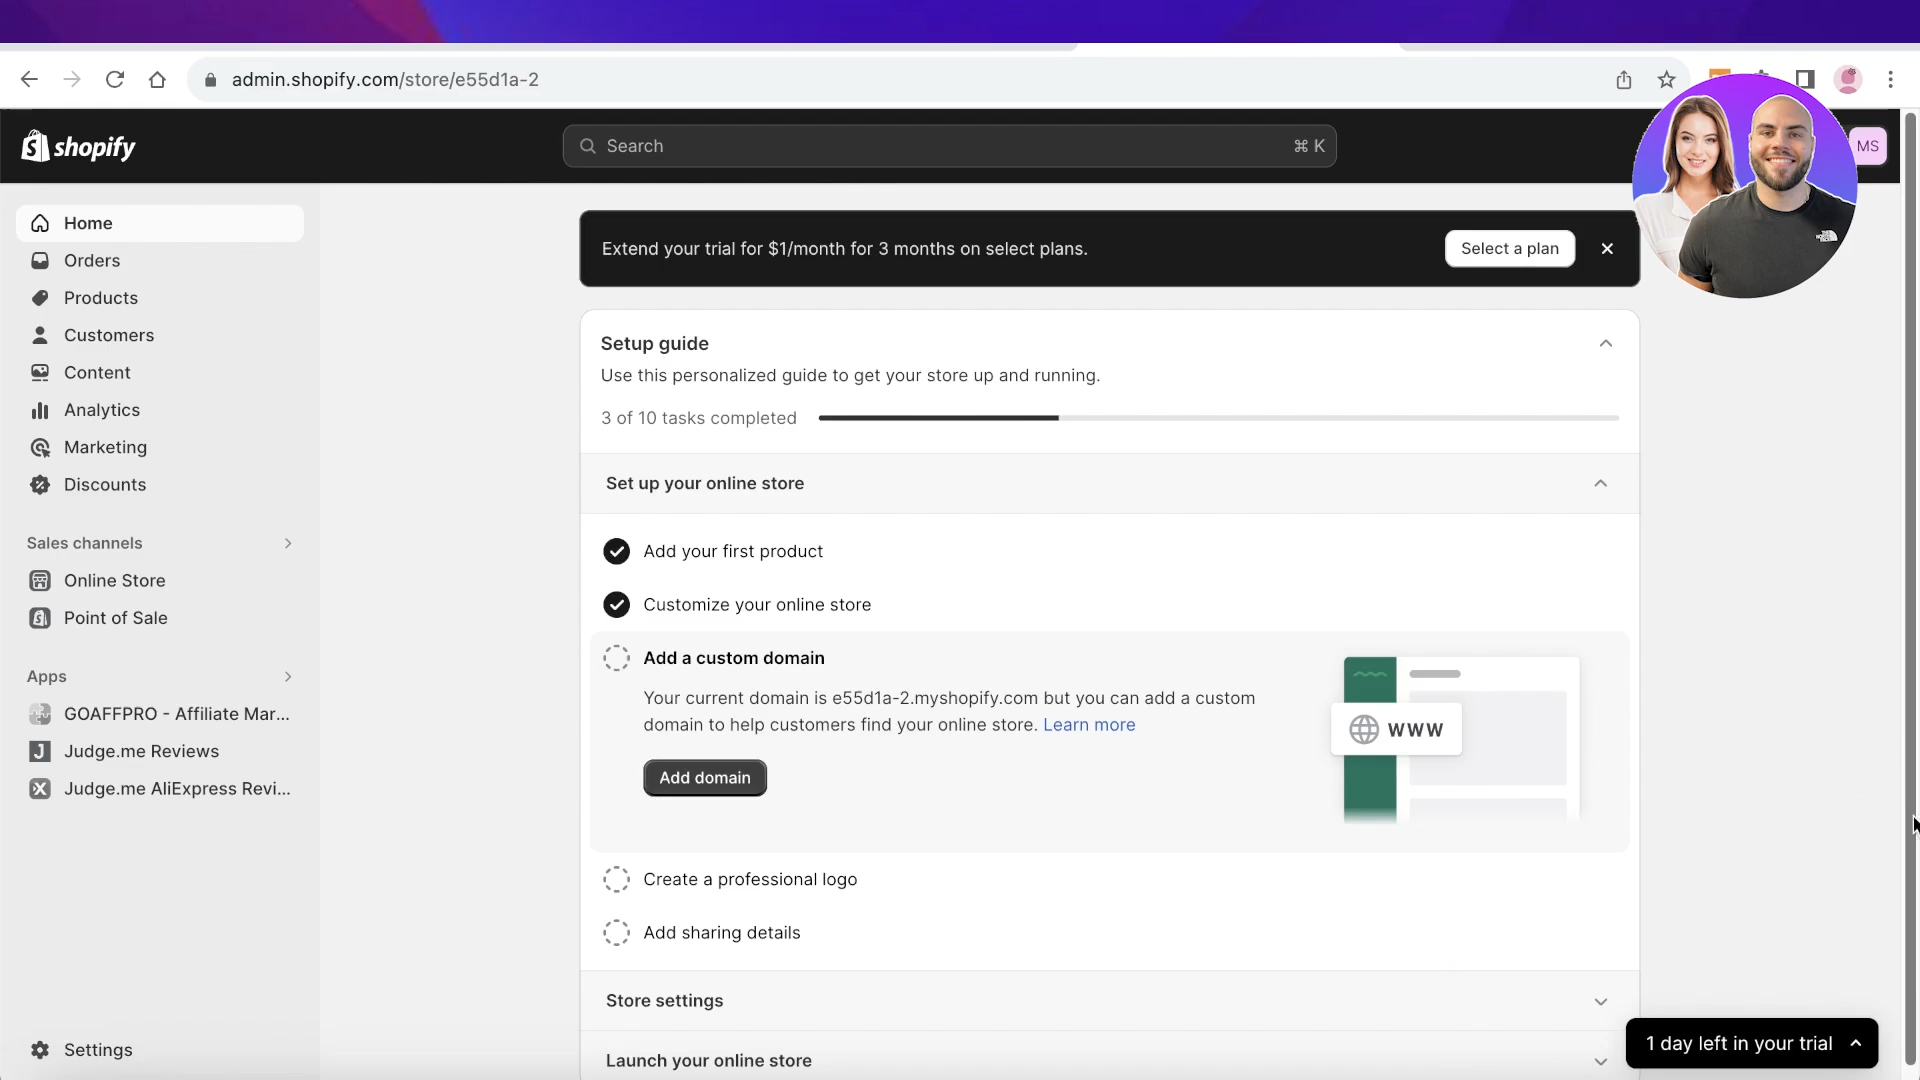 admin.shopify.com/store/e55d1a-2
shopify
Search
⌘ K
MS
Home
Orders
Products
Customers
Content
Analytics
Marketing
Discounts
Sales channels
Online Store
Point of Sale
Apps
GOAFFPRO - Affiliate Mar...
Judge.me Reviews
Judge.me AliExpress Revi...
Settings
Extend your trial for $1/month for 3 months on select plans.
Select a plan
Setup guide
Use this personalized guide to get your store up and running.
3 of 10 tasks completed
Set up your online store
Add your first product
Customize your online store
Add a custom domain
Your current domain is e55d1a-2.myshopify.com but you can add a custom
domain to help customers find your online store. Learn more
Add domain
www
Create a professional logo
Add sharing details
Store settings
Launch your online store
1 day left in your trial